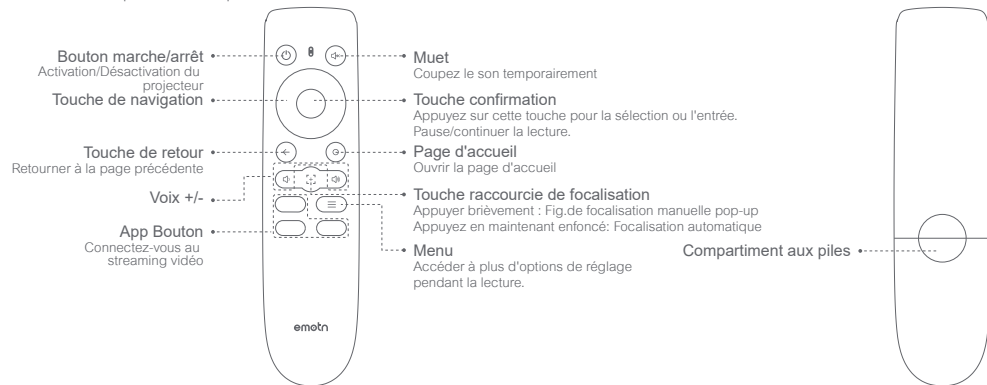 Bouton marche/arrêt
Activation/Désactivation du
projecteur
Touche de navigation
Touche de retour
Retourner à la page précédente
Voix +/-
App Bouton
Connectez-vous au
streaming vidéo
Muet
Coupez le son temporairement
Touche confirmation
Appuyez sur cette touche pour la sélection ou l'entrée.
Pause/continuer la lecture.
Page d'accueil
Ouvrir la page d'accueil
Touche raccourcie de focalisation
Appuyer brièvement : Fig.de focalisation manuelle pop-up
Appuyez en maintenant enfoncé: Focalisation automatique
Menu
Accéder à plus d'options de réglage
pendant la lecture.
emotn
Compartiment aux piles